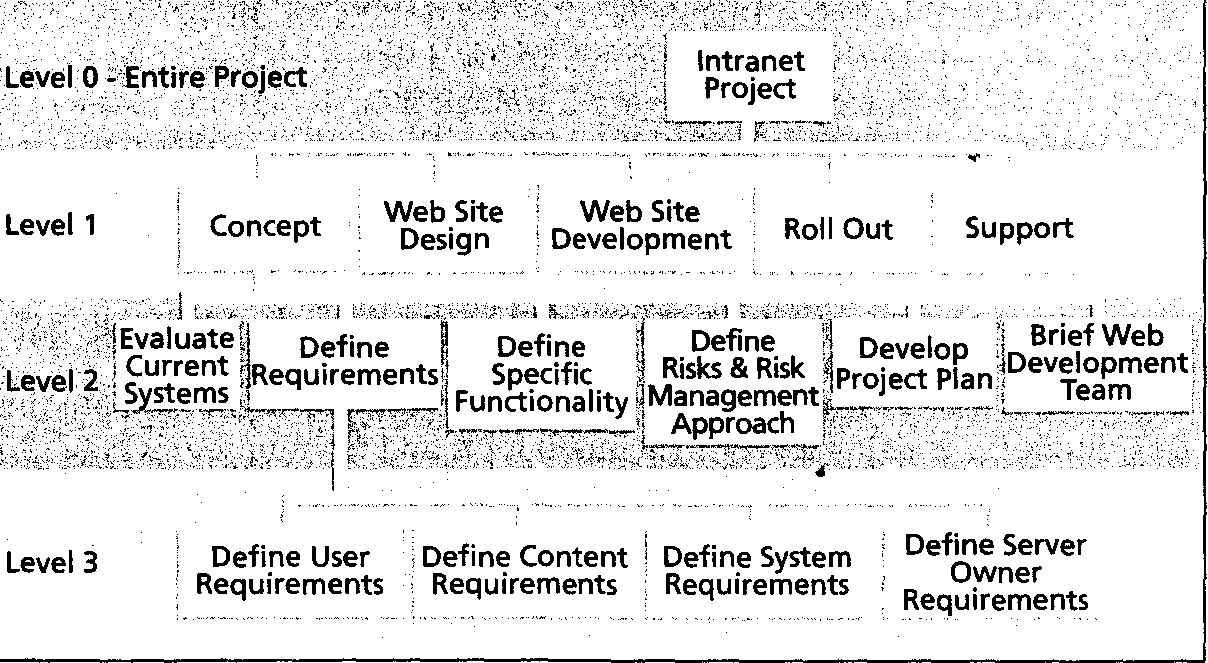 Level 0 - Entire Project
Intranet
Project
Level 1
Concept
Web Site
Design
Web Site
Development
Roll Out
Support
Level 2
Evaluate
Current
Systems
Define
Requirements
Define
Specific
Functionality
Define
Risks & Risk
Management
Approach
Develop
Project Plan
Brief Web
Development
Team
Level 3
Define User
Requirements
Define Content
Requirements
Define System
Requirements
Define Server
Owner
Requirements